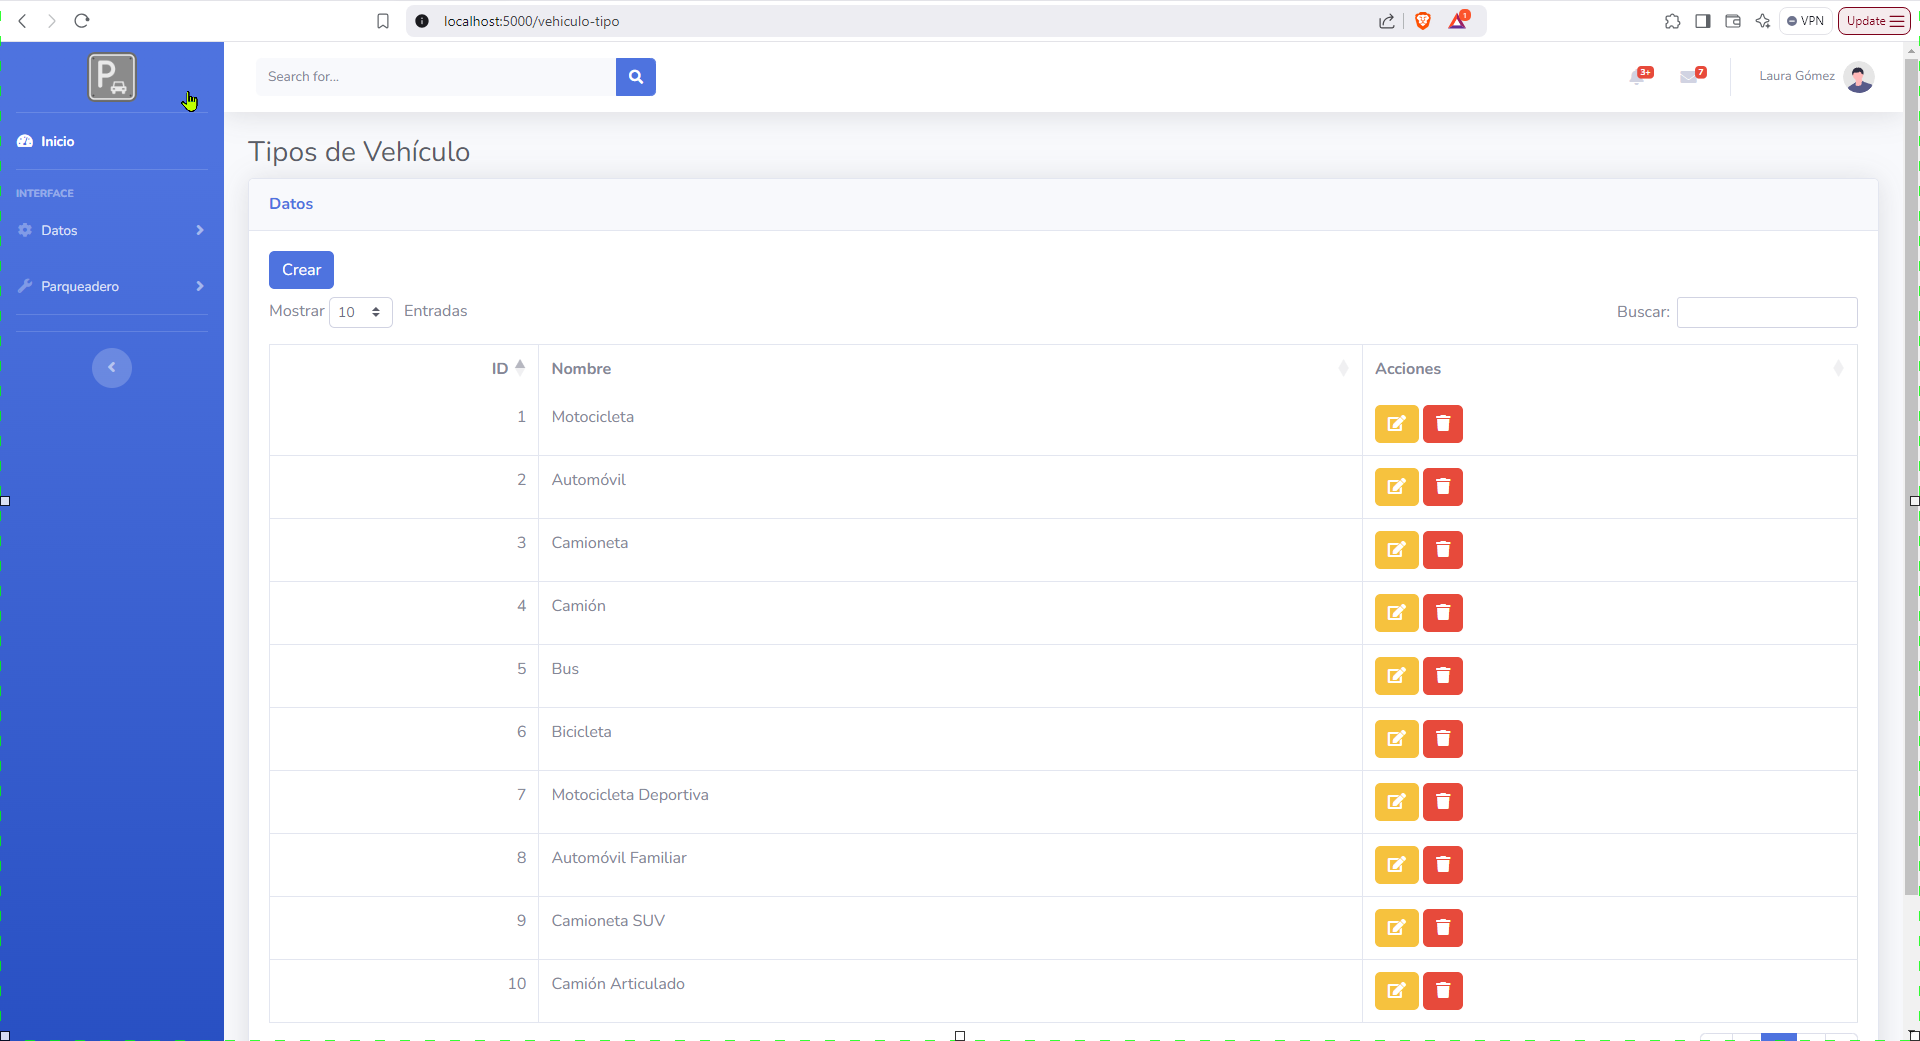 localhost:5000/vehiculo-tipo
1
VPN
Update
P
Search for...
3+
7
Laura Gómez
Inicio
INTERFACE
Datos
Parqueadero
Tipos de Vehículo
Datos
Crear
Mostrar 10 Entradas
Buscar:
ID Nombre Acciones
1 Motocicleta
2 Automóvil
3 Camioneta
4 Camión
5 Bus
6 Bicicleta
7 Motocicleta Deportiva
8 Automóvil Familiar
9 Camioneta SUV
10 Camión Articulado